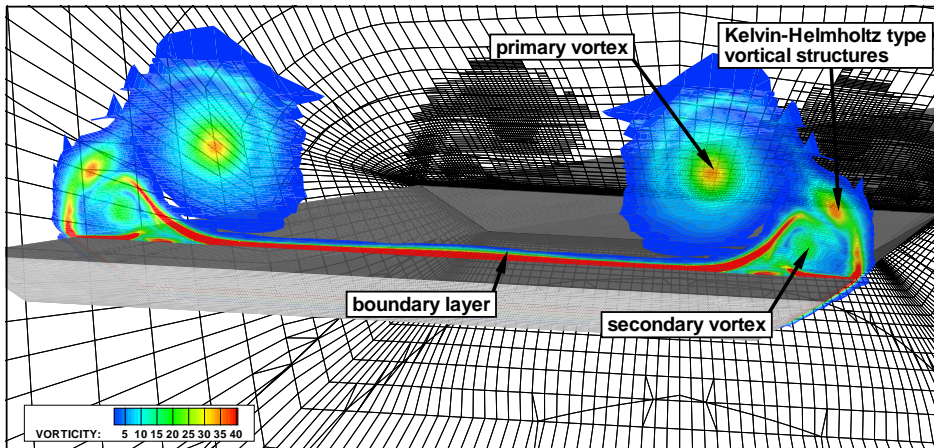 primary vortex
Kelvin-Helmholtz type
vortical structures
boundary layer
secondary vortex
VORTICITY: 5 10 15 20 25 30 35 40